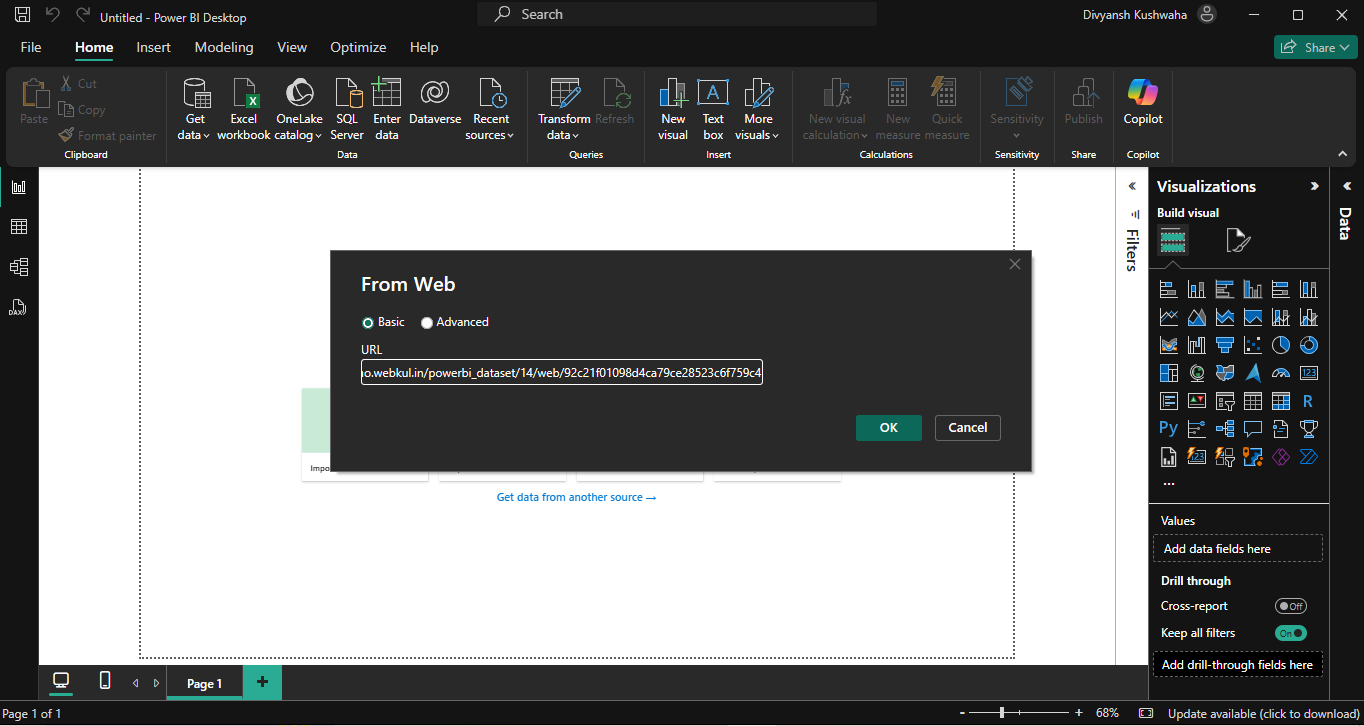 Untitled - Power BI Desktop
Search
Divyansh Kushwaha
File
Home
Insert
Modeling
View
Optimize
Help
Share
Paste
Cut
Copy
Format painter
Clipboard
Get data
Excel workbook
OneLake catalog
SQL Server
Enter data
Dataverse
Recent sources
Data
Transform data
Refresh
Queries
New visual
Text box
More visuals
Insert
New visual calculation
New measure
Quick measure
Calculations
Sensitivity
Sensitivity
Publish
Share
Copilot
Copilot
Filters
Visualizations
Build visual
Data
From Web
Basic
Advanced
URL
o.webkul.in/powerbi_dataset/14/web/92c21f01098d4ca79ce28523c6f759c4
OK
Cancel
Impo
Get data from another source →
123
R
Py
123
...
Values
Add data fields here
Drill through
Cross-report
Off
Keep all filters
On
Add drill-through fields here
DAX
Page 1
+
Page 1 of 1
- +
68%
Update available (click to download)